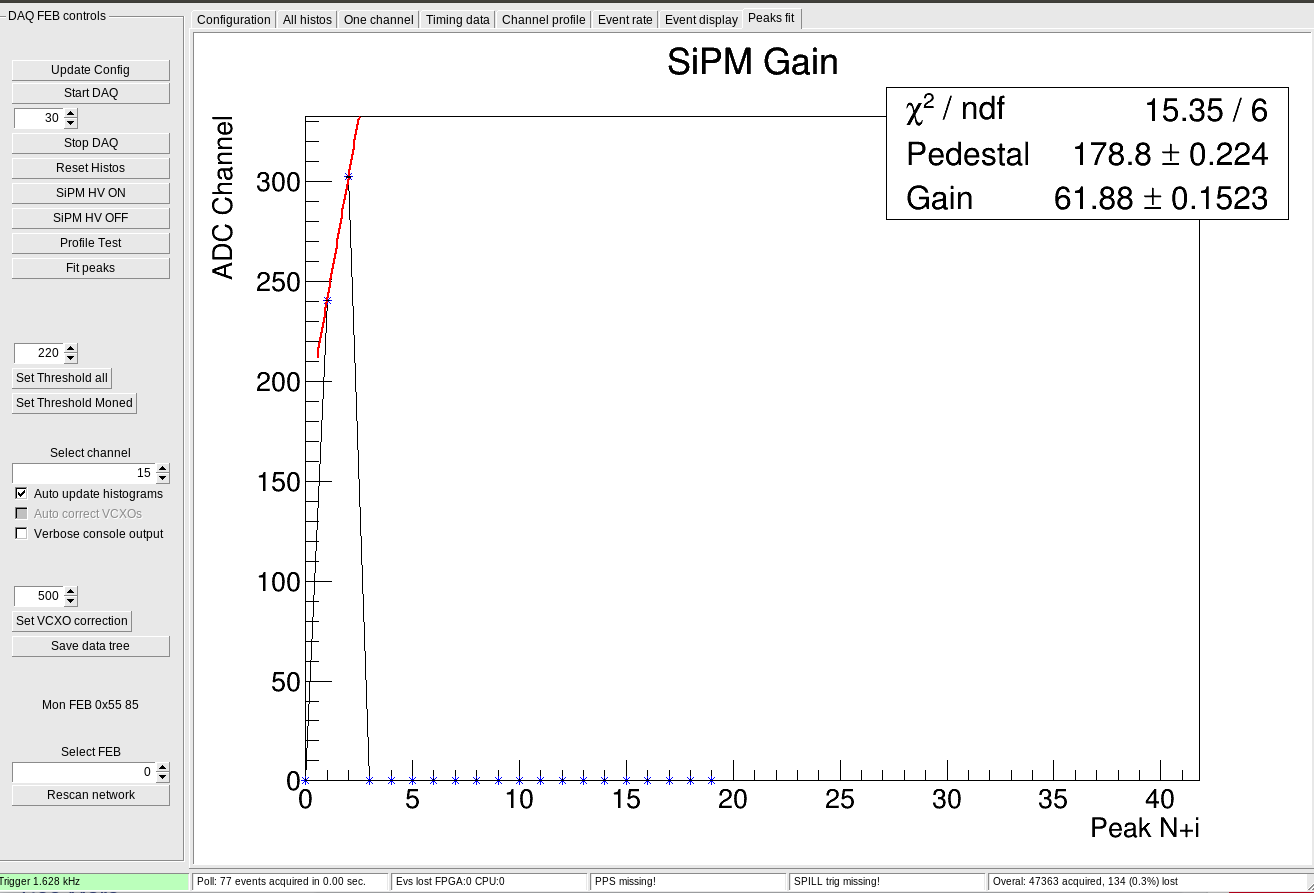 DAQ FEB controls
Configuration All histos One channel Timing data Channel profile Event rate Event display Peaks fit
Update Config
Start DAQ
30
Stop DAQ
Reset Histos
SiPM HV ON
SiPM HV OFF
Profile Test
Fit peaks
220
Set Threshold all
Set Threshold Moned
Select channel
15
Auto update histograms
Auto correct VCXOs
Verbose console output
500
Set VCXO correction
Save data tree
Mon FEB 0x55 85
Select FEB
0
Rescan network
SiPM Gain
χ² / ndf 15.35 / 6
Pedestal 178.8 ± 0.224
Gain 61.88 ± 0.1523
ADC Channel
300
250
200
150
100
50
0
0 5 10 15 20 25 30 35 40
Peak N+i
Trigger 1.628 kHz
Poll: 77 events acquired in 0.00 sec.
Evs lost FPGA:0 CPU:0
PPS missing!
SPILL trig missing!
Overal: 47363 acquired, 134 (0.3%) lost